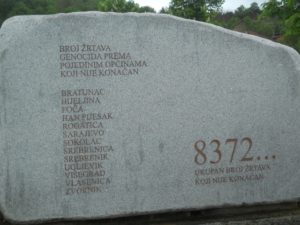 BROJ ŽRTAVA
GENOCIDA PREMA
POJEDINIM OPĆINAMA
KOJI NIJE KONAČAN
BRATUNAC
BIJELJINA
FOČA
HAN PIJESAK
ROGATICA
SARAJEVO
SOKOLAC
SREBRENICA
SREBRENIK
UGLJEVIK
VIŠEGRAD
VLASENICA
ZVORNIK
8372...
UKUPAN BROJ ŽRTAVA
KOJI NIJE KONAČAN